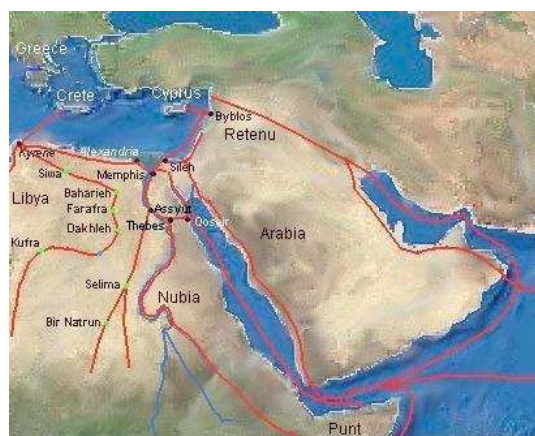 Greece
Crete
Cyprus
Byblos
Retenu
Kyrene
Alexandria
Sileh
Siwa
Memphis
Libya
Baharieh
Farafra
Assyut
Qoseir
Dakhleh
Thebes
Arabia
Kufra
Selima
Nubia
Bir Natrun
Punt